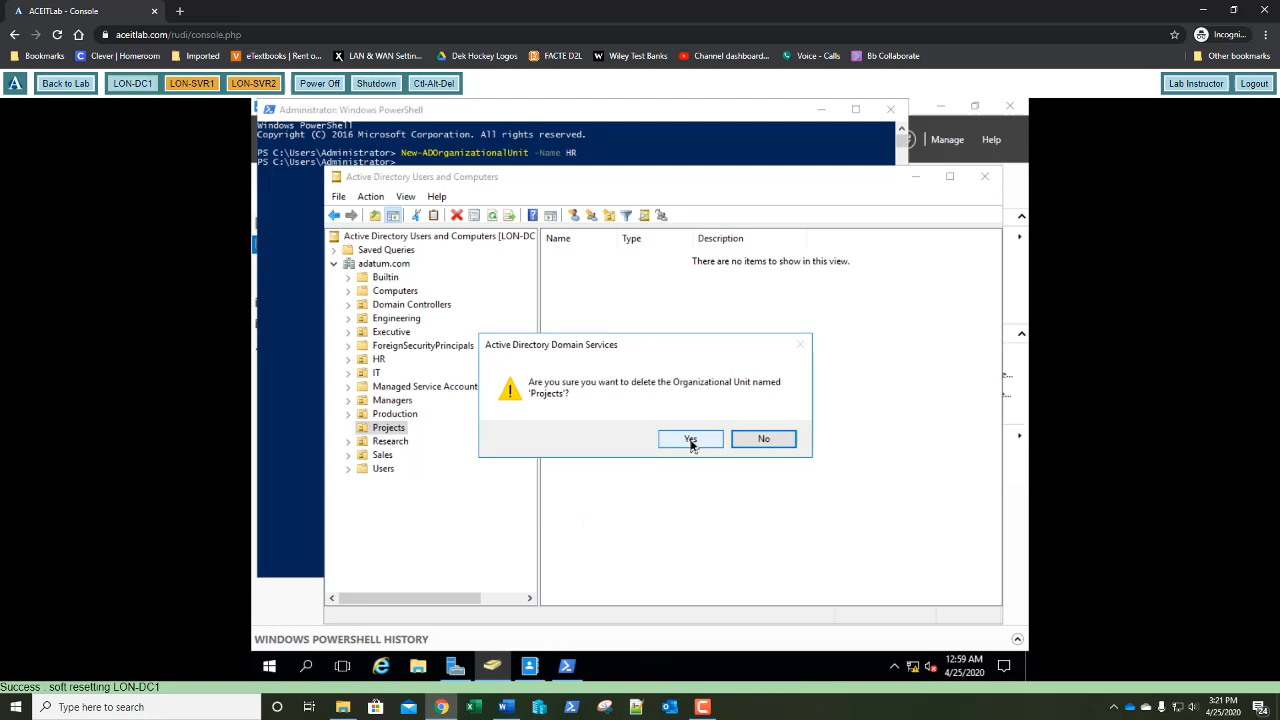 ACEITLab - Console
aceitlab.com/rudi/console.php
Incogni...
Bookmarks
Clever | Homeroom
Imported
eTextbooks | Rent o...
LAN & WAN Settin...
Dek Hockey Logos
FACTE D2L
Wiley Test Banks
Channel dashboard...
Voice - Calls
Bb Collaborate
Other bookmarks
A
Back to Lab
LON-DC1
LON-SVR1
LON-SVR2
Power Off
Shutdown
Ctl-Alt-Del
Lab Instructor
Logout
Administrator: Windows PowerShell
Windows PowerShell
Copyright (C) 2016 Microsoft Corporation. All rights reserved.
PS C:\Users\Administrator> New-ADOrganizationalUnit -Name HR
PS C:\Users\Administrator>
Manage
Help
Active Directory Users and Computers
File
Action
View
Help
Active Directory Users and Computers [LON-DC
Saved Queries
adatum.com
Builtin
Computers
Domain Controllers
Engineering
Executive
ForeignSecurityPrincipals
HR
IT
Managed Service Account
Managers
Production
Projects
Research
Sales
Users
Name
Type
Description
There are no items to show in this view.
Active Directory Domain Services
Are you sure you want to delete the Organizational Unit named
'Projects'?
Yes
No
WINDOWS POWERSHELL HISTORY
12:59 AM
4/25/2020
Success : soft resetting LON-DC1
Type here to search
3:21 PM
4/25/2020
24